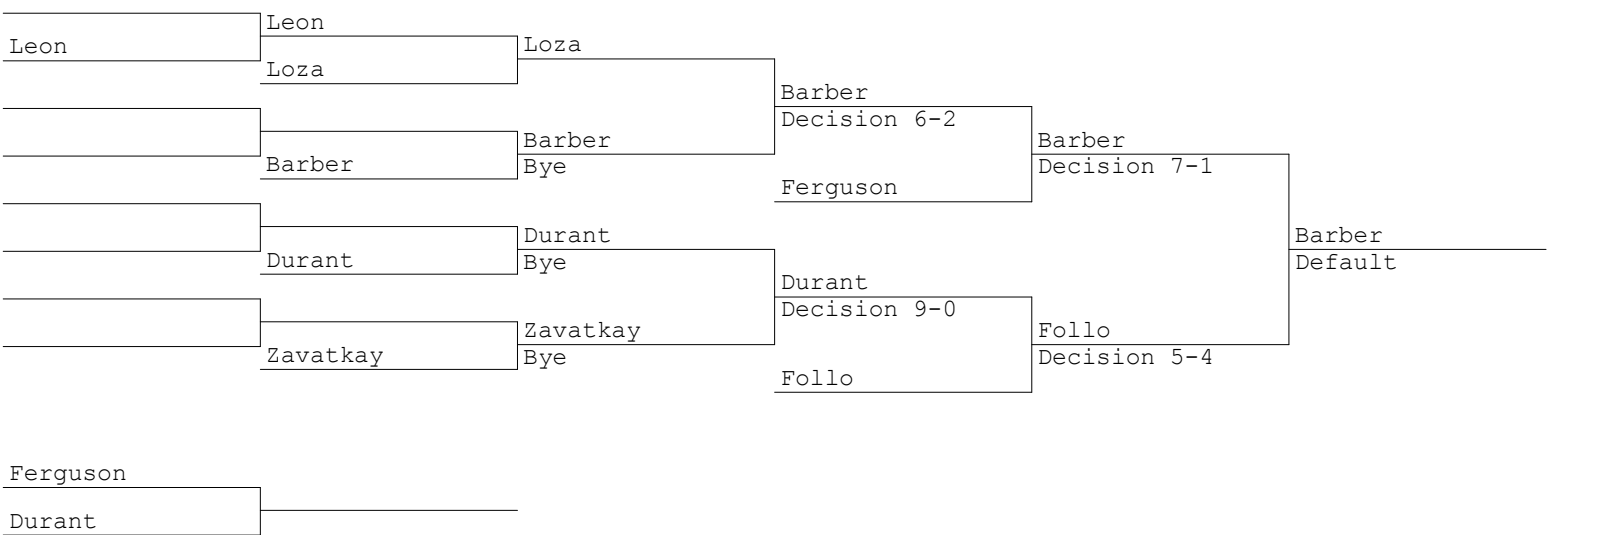 Leon
Leon
Loza
Loza
Barber
Decision 6-2
Barber
Barber
Bye
Barber
Decision 7-1
Ferguson
Durant
Durant
Bye
Barber
Default
Durant
Decision 9-0
Zavatkay
Zavatkay
Bye
Follo
Decision 5-4
Follo
Ferguson
Durant